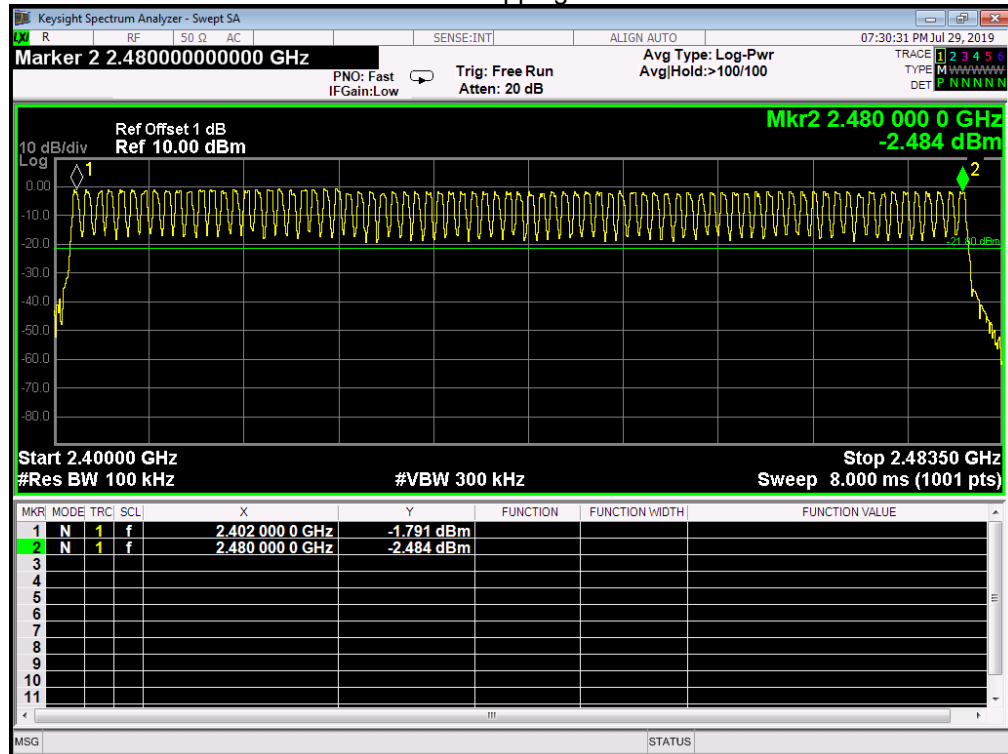 pping
Keysight Spectrum Analyzer - Swept SA
LXI R RF 50 Ω AC SENSE:INT ALIGN AUTO 07:30:31 PM Jul 29, 2019
Marker 2 2.480000000000 GHz
PNO: Fast
IFGain:Low
Trig: Free Run
Atten: 20 dB
Avg Type: Log-Pwr
Avg|Hold:>100/100
TRACE 1 2 3 4 5 6
TYPE M WWWWW
DET P N N N N N
Mkr2 2.480 000 0 GHz
-2.484 dBm
Ref Offset 1 dB
10 dB/div Ref 10.00 dBm
Log
1
2
0.00
-10.0
-20.0
-30.0
-40.0
-50.0
-60.0
-70.0
-80.0
Start 2.40000 GHz Stop 2.48350 GHz
#Res BW 100 kHz #VBW 300 kHz Sweep 8.000 ms (1001 pts)
MKR MODE TRC SCL X Y FUNCTION FUNCTION WIDTH FUNCTION VALUE
1 N 1 f 2.402 000 0 GHz -1.791 dBm
2 N 1 f 2.480 000 0 GHz -2.484 dBm
3
4
5
6
7
8
9
10
11
MSG STATUS